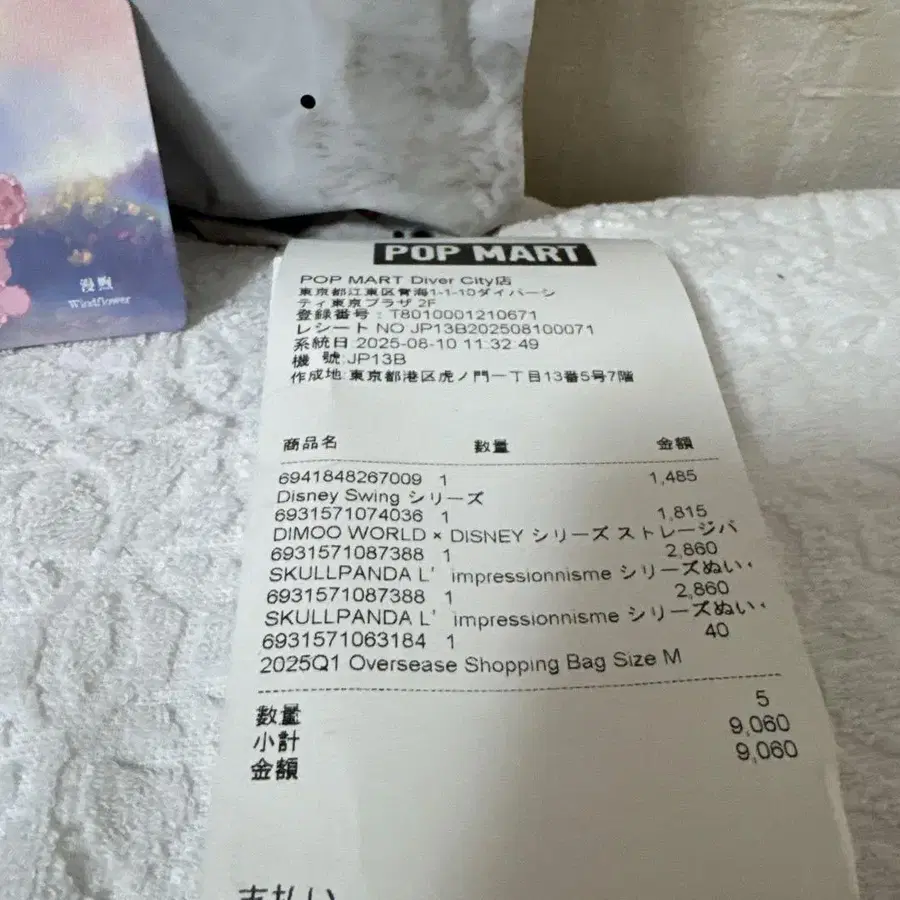 漫煦
Windflower
POP MART
POP MART Diver City店
東京都江東区青海1-1-10ダイバーシ
ティ東京プラザ 2F
登録番号: T8010001210671
レシート NO JP13B202508100071
系統日:2025-08-10 11:32:49
機 號:JP13B
作成地:東京都港区虎ノ門一丁目13番5号7階
商品名 数量 金額
6941848267009 1 1,485
Disney Swing シリーズ
6931571074036 1 1,815
DIMOO WORLD × DISNEY シリーズ ストレージバ
6931571087388 1 2,860
SKULLPANDA L' impressionnisme シリーズぬい
6931571087388 1 2,860
SKULLPANDA L' impressionnisme シリーズぬい
6931571063184 1 40
2025Q1 Oversease Shopping Bag Size M
数量 5
小計 9,060
金額 9,060
支払い